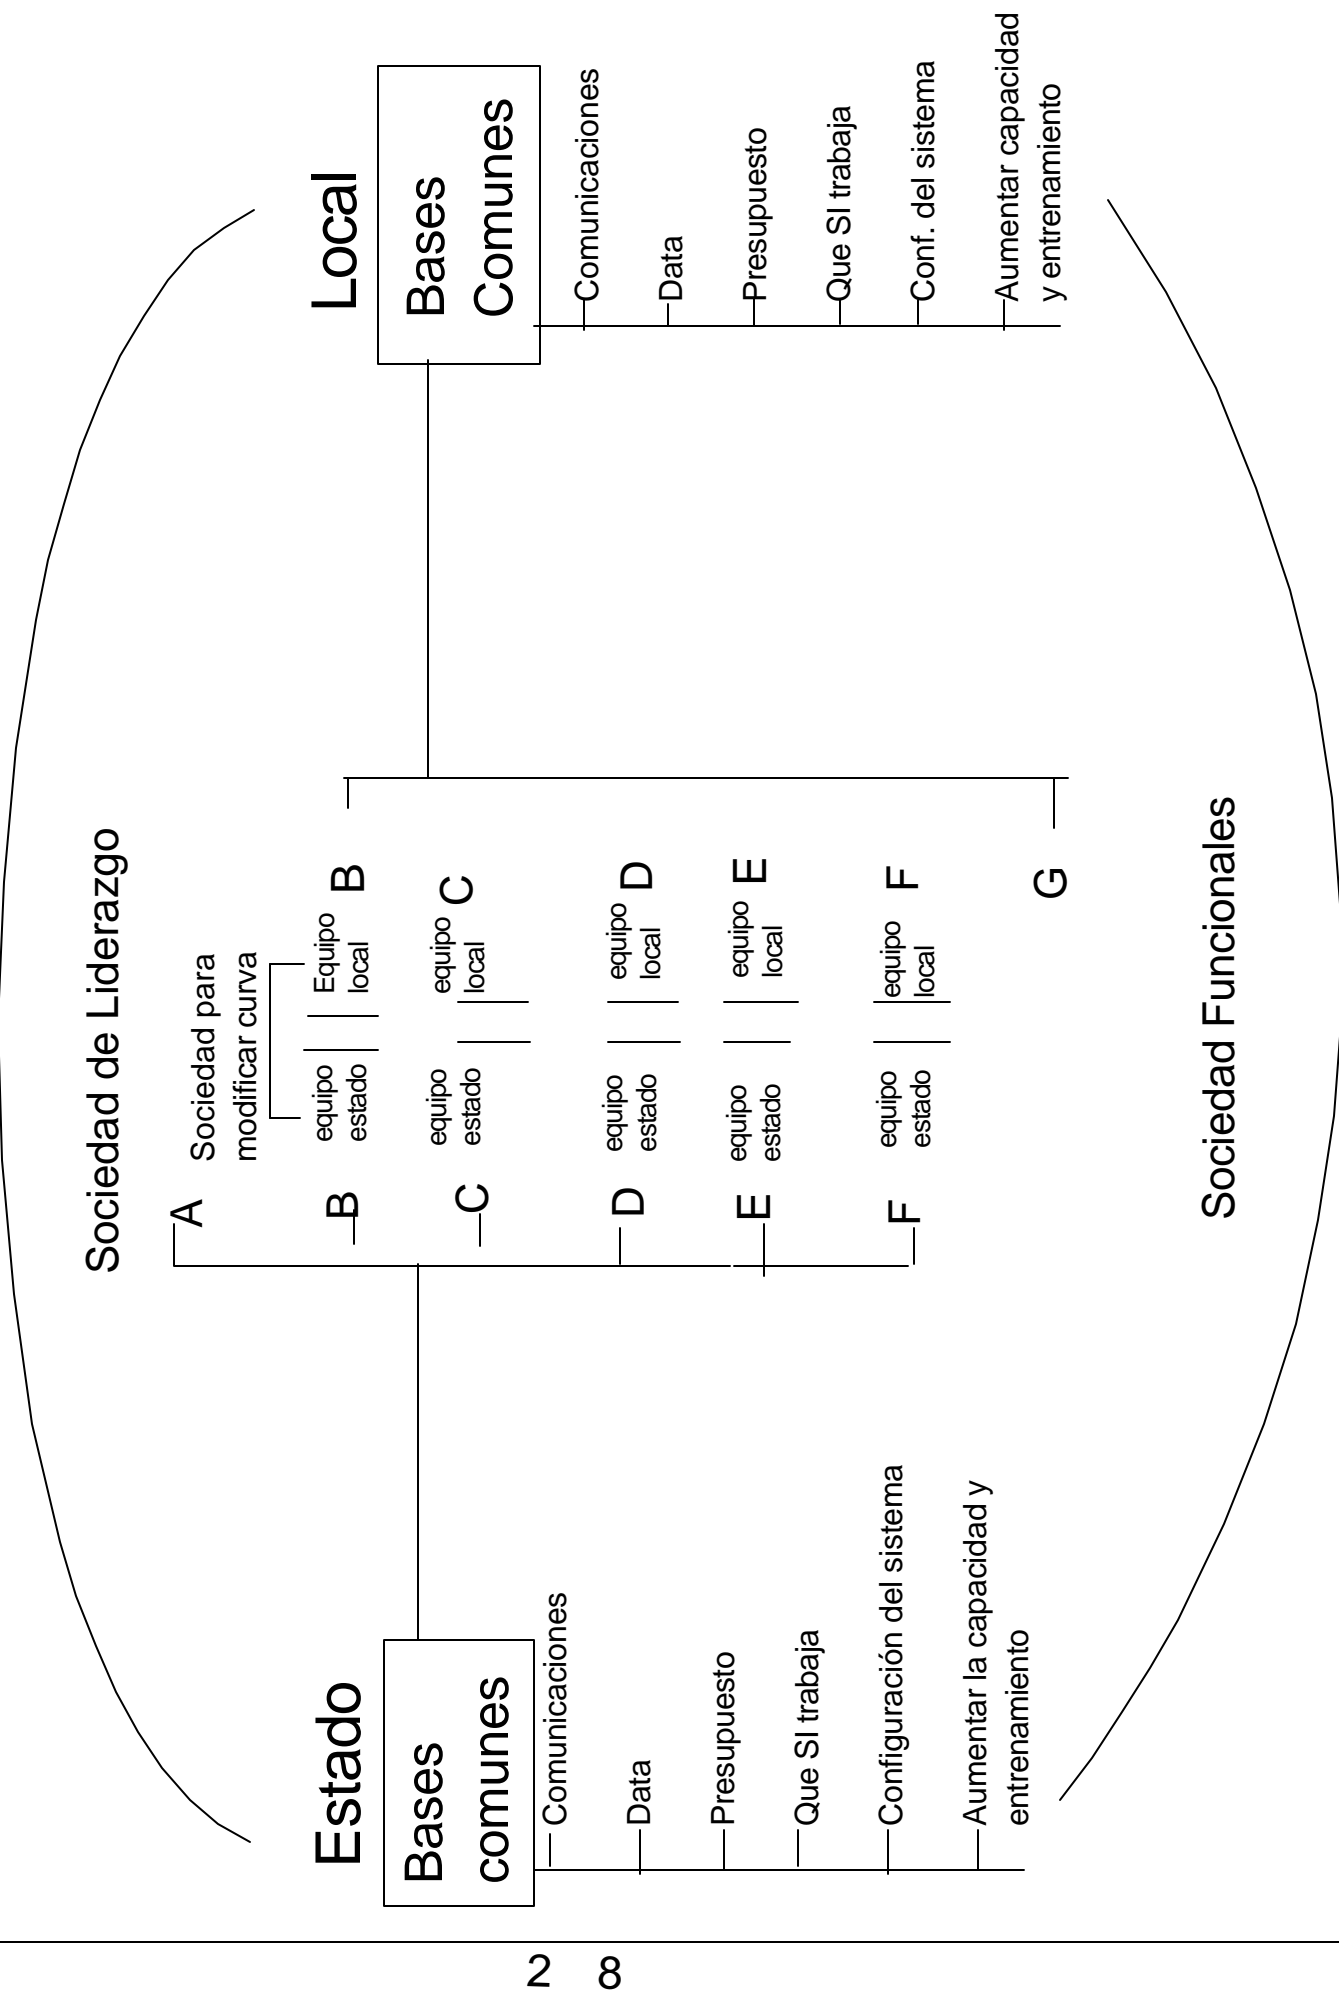 Sociedad de Liderazgo
Estado
Bases
comunes
Comunicaciones
Data
Presupuesto
Que SI trabaja
Configuración del sistema
Aumentar la capacidad y
entrenamiento
A
Sociedad para
modificar curva
B
equipo
estado
Equipo
local
B
C
equipo
estado
equipo
local
C
D
equipo
estado
equipo
local
D
E
equipo
estado
equipo
local
E
F
equipo
estado
equipo
local
F
G
Local
Bases
Comunes
Comunicaciones
Data
Presupuesto
Que SI trabaja
Conf. del sistema
Aumentar capacidad
y entrenamiento
Sociedad Funcionales
2 8